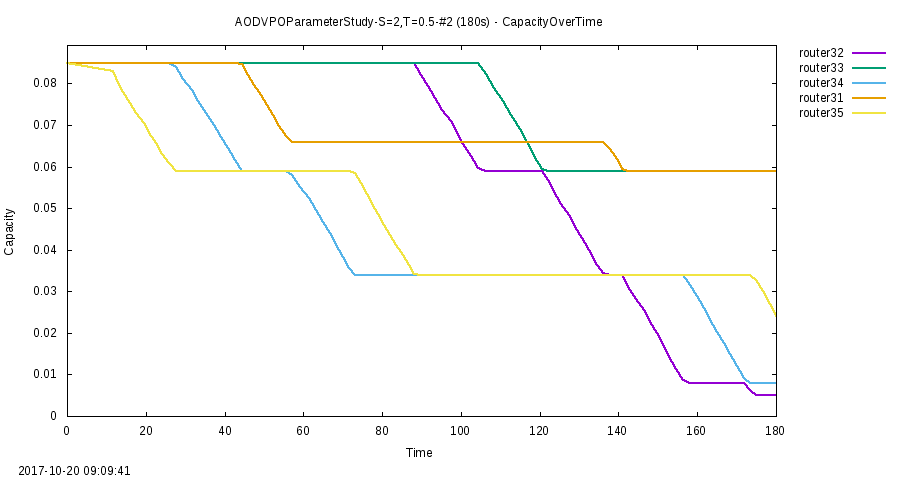 AODVPOParameterStudy-S=2,T=0.5-#2 (180s) - CapacityOverTime
router32
router33
router34
router31
router35
0.08
0.07
0.06
0.05
0.04
0.03
0.02
0.01
0
Capacity
0 20 40 60 80 100 120 140 160 180
Time
2017-10-20 09:09:41